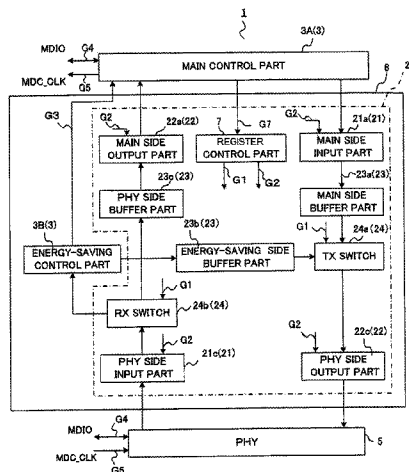 1
3A(3)
MDIO G4
MAIN CONTROL PART
MDC_CLK G5
2
6
G3
G2
22a(22)
7
G7
G2
21a(21)
MAIN SIDE OUTPUT PART
REGISTER CONTROL PART
MAIN SIDE INPUT PART
23c(23)
G1
G2
23a(23)
PHY SIDE BUFFER PART
MAIN SIDE BUFFER PART
3B(3)
23b(23)
G1
24a(24)
ENERGY-SAVING CONTROL PART
ENERGY-SAVING SIDE BUFFER PART
TX SWITCH
G1
24b(24)
RX SWITCH
G2
G2
22c(22)
21c(21)
PHY SIDE INPUT PART
PHY SIDE OUTPUT PART
MDIO G4
5
PHY
MDC_CLK G5